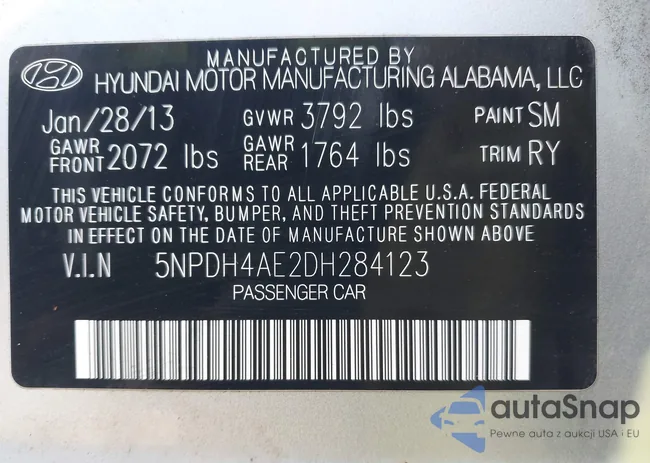 MANUFACTURED BY
HYUNDAI MOTOR MANUFACTURING ALABAMA, LLC
Jan/28/13 GVWR 3792 lbs PAINT SM
GAWR FRONT 2072 lbs GAWR REAR 1764 lbs TRIM RY
THIS VEHICLE CONFORMS TO ALL APPLICABLE U.S.A. FEDERAL
MOTOR VEHICLE SAFETY, BUMPER, AND THEFT PREVENTION STANDARDS
IN EFFECT ON THE DATE OF MANUFACTURE SHOWN ABOVE
V.I.N 5NPDH4AE2DH284123
PASSENGER CAR
autaSnap
Pewne auta z aukcji USA i EU